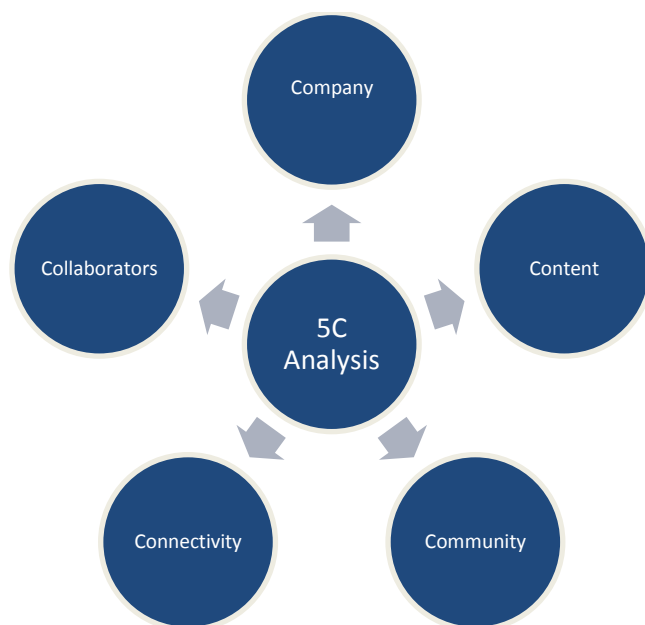 Company
Collaborators
Content
5C
Analysis
Connectivity
Community